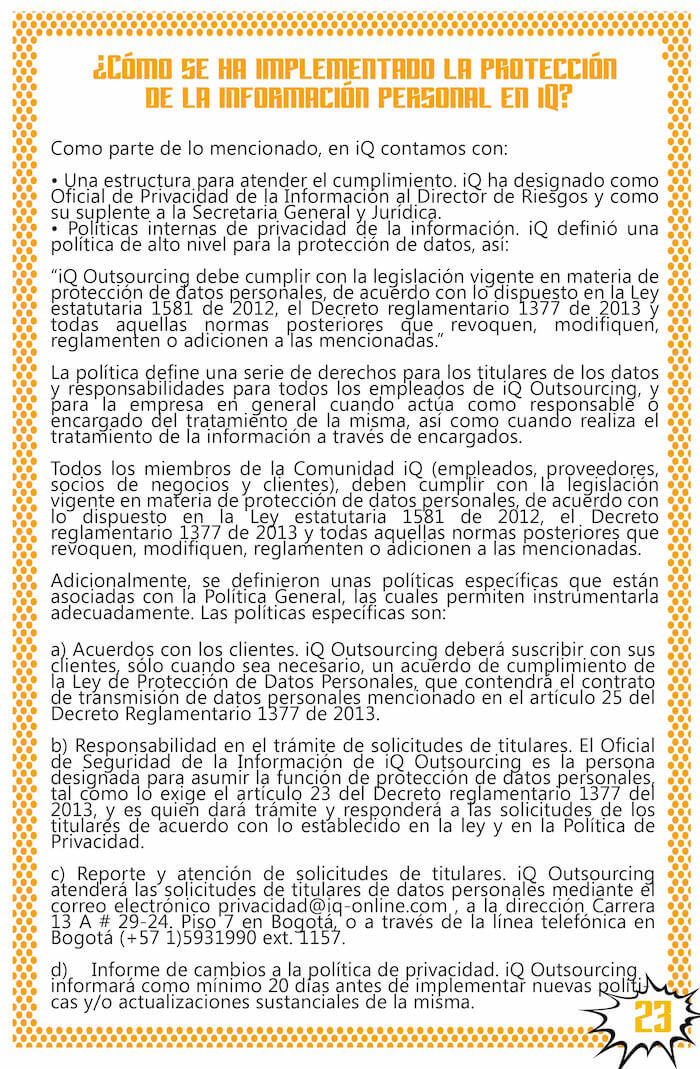 ¿CÓMO SE HA IMPLEMENTADO LA PROTECCIÓN
DE LA INFORMACIÓN PERSONAL EN iQ?
Como parte de lo mencionado, en iQ contamos con:
• Una estructura para atender el cumplimiento. iQ ha designado como
Oficial de Privacidad de la Información al Director de Riesgos y como
su suplente a la Secretaria General y Jurídica.
• Políticas internas de privacidad de la información. iQ definió una
política de alto nivel para la protección de datos, así:
“iQ Outsourcing debe cumplir con la legislación vigente en materia de
protección de datos personales, de acuerdo con lo dispuesto en la Ley
estatutaria 1581 de 2012, el Decreto reglamentario 1377 de 2013 y
todas aquellas normas posteriores que revoquen, modifiquen,
reglamenten o adicionen a las mencionadas.”
La política define una serie de derechos para los titulares de los datos
y responsabilidades para todos los empleados de iQ Outsourcing, y
para la empresa en general cuando actúa como responsable o
encargado del tratamiento de la misma, así como cuando realiza el
tratamiento de la información a través de encargados.
Todos los miembros de la Comunidad iQ (empleados, proveedores,
socios de negocios y clientes), deben cumplir con la legislación
vigente en materia de protección de datos personales, de acuerdo con
lo dispuesto en la Ley estatutaria 1581 de 2012, el Decreto
reglamentario 1377 de 2013 y todas aquellas normas posteriores que
revoquen, modifiquen, reglamenten o adicionen a las mencionadas.
Adicionalmente, se definieron unas políticas específicas que están
asociadas con la Política General, las cuales permiten instrumentarla
adecuadamente. Las políticas específicas son:
a) Acuerdos con los clientes. iQ Outsourcing deberá suscribir con sus
clientes, sólo cuando sea necesario, un acuerdo de cumplimiento de
la Ley de Protección de Datos Personales, que contendrá el contrato
de transmisión de datos personales mencionado en el artículo 25 del
Decreto Reglamentario 1377 de 2013.
b) Responsabilidad en el trámite de solicitudes de titulares. El Oficial
de Seguridad de la Información de iQ Outsourcing es la persona
designada para asumir la función de protección de datos personales,
tal como lo exige el artículo 23 del Decreto reglamentario 1377 del
2013, y es quien dará trámite y responderá a las solicitudes de los
titulares de acuerdo con lo establecido en la ley y en la Política de
Privacidad.
c) Reporte y atención de solicitudes de titulares. iQ Outsourcing
atenderá las solicitudes de titulares de datos personales mediante el
correo electrónico privacidad@iq-online.com , a la dirección Carrera
13 A # 29-24. Piso 7 en Bogotá, o a través de la línea telefónica en
Bogotá (+57 1)5931990 ext. 1157.
d) Informe de cambios a la política de privacidad. iQ Outsourcing
informará como mínimo 20 días antes de implementar nuevas políti-
cas y/o actualizaciones sustanciales de la misma.
23